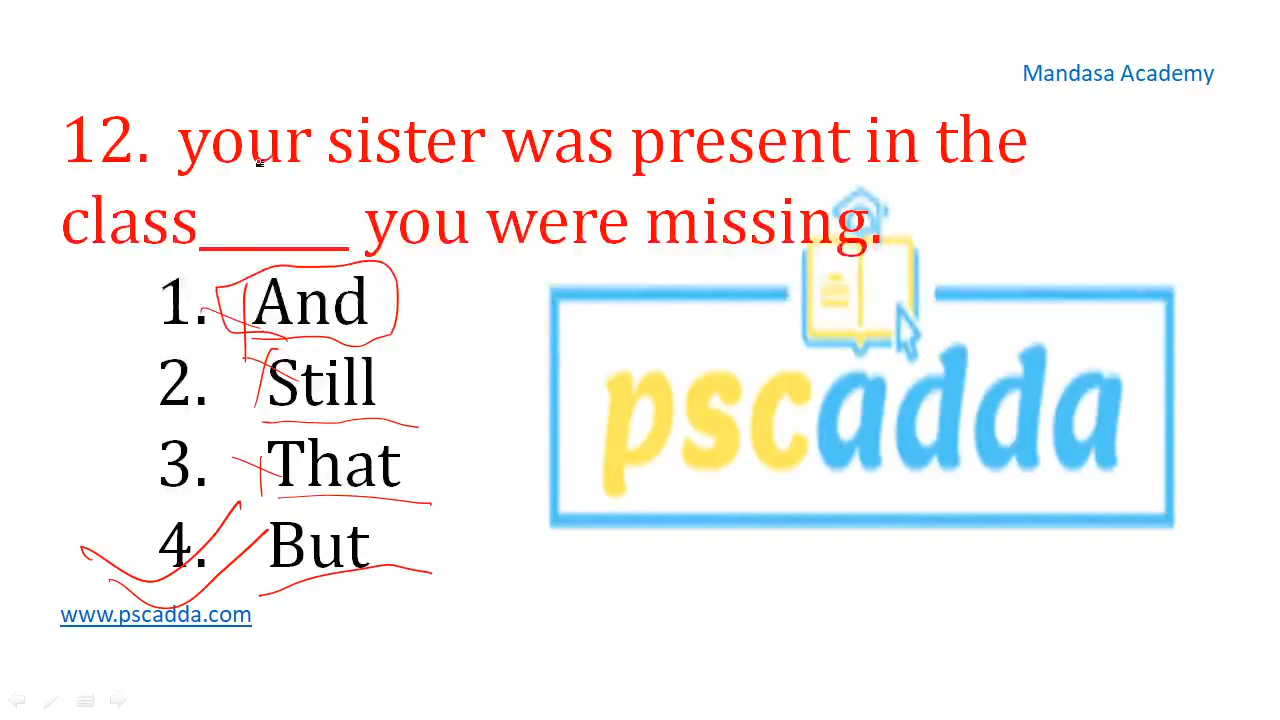 Mandasa Academy
12. your sister was present in the
class_____ you were missing.
1. And
2. Still
3. That
4. But
pscadda
www.pscadda.com